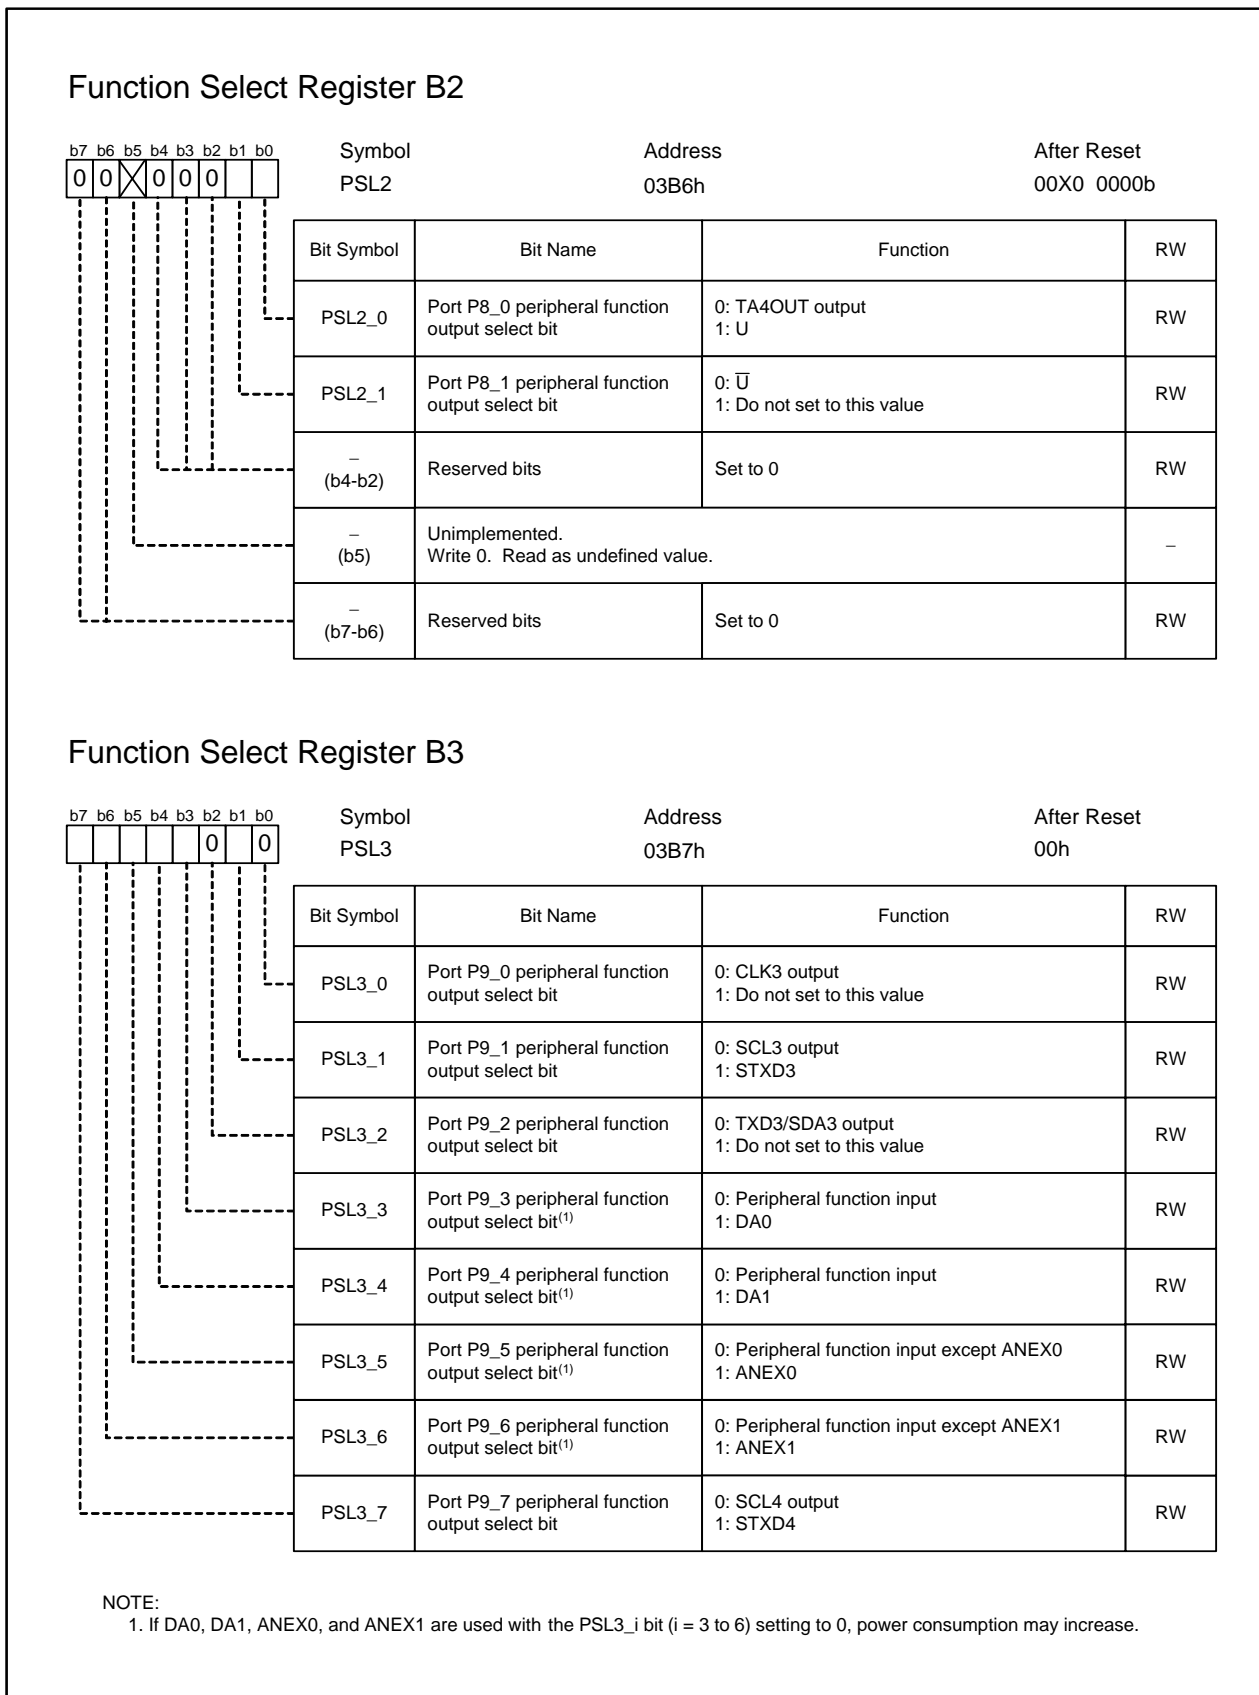 Function Select Register B2
b7 b6 b5 b4 b3 b2 b1 b0
0 0 0 0 0
Symbol Address After Reset
PSL2 03B6h 00X0 0000b
Bit Symbol Bit Name Function RW
PSL2_0 Port P8_0 peripheral function output select bit 0: TA4OUT output 1: U RW
PSL2_1 Port P8_1 peripheral function output select bit 0: U̅ 1: Do not set to this value RW
– (b4-b2) Reserved bits Set to 0 RW
– (b5) Unimplemented. Write 0. Read as undefined value. –
– (b7-b6) Reserved bits Set to 0 RW
Function Select Register B3
b7 b6 b5 b4 b3 b2 b1 b0
0 0
Symbol Address After Reset
PSL3 03B7h 00h
Bit Symbol Bit Name Function RW
PSL3_0 Port P9_0 peripheral function output select bit 0: CLK3 output 1: Do not set to this value RW
PSL3_1 Port P9_1 peripheral function output select bit 0: SCL3 output 1: STXD3 RW
PSL3_2 Port P9_2 peripheral function output select bit 0: TXD3/SDA3 output 1: Do not set to this value RW
PSL3_3 Port P9_3 peripheral function output select bit(1) 0: Peripheral function input 1: DA0 RW
PSL3_4 Port P9_4 peripheral function output select bit(1) 0: Peripheral function input 1: DA1 RW
PSL3_5 Port P9_5 peripheral function output select bit(1) 0: Peripheral function input except ANEX0 1: ANEX0 RW
PSL3_6 Port P9_6 peripheral function output select bit(1) 0: Peripheral function input except ANEX1 1: ANEX1 RW
PSL3_7 Port P9_7 peripheral function output select bit 0: SCL4 output 1: STXD4 RW
NOTE:
1. If DA0, DA1, ANEX0, and ANEX1 are used with the PSL3_i bit (i = 3 to 6) setting to 0, power consumption may increase.